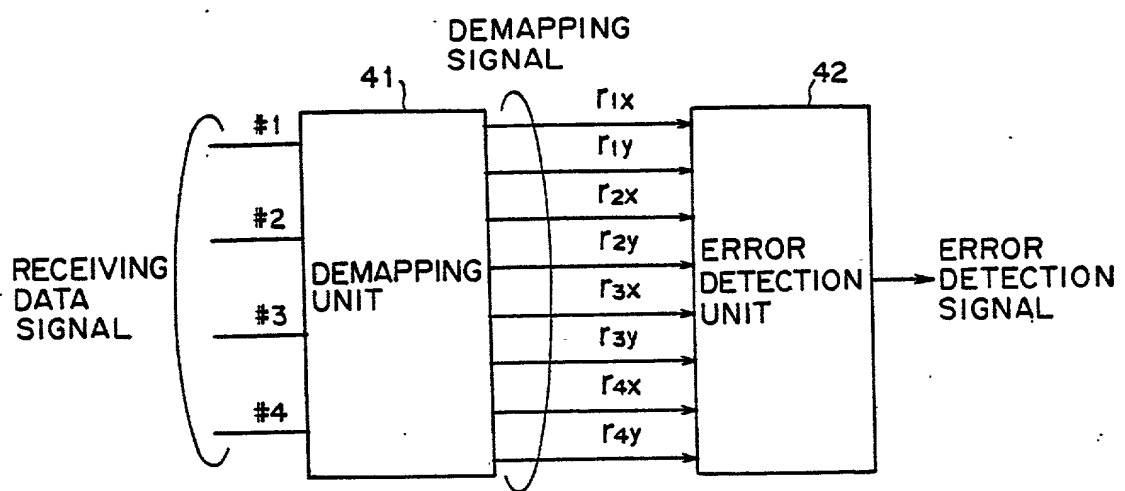 DEMAPPING
SIGNAL
41
42
#1
#2
#3
#4
RECEIVING
DATA
SIGNAL
DEMAPPING
UNIT
r1x
r1y
r2x
r2y
r3x
r3y
r4x
r4y
ERROR
DETECTION
UNIT
ERROR
DETECTION
SIGNAL